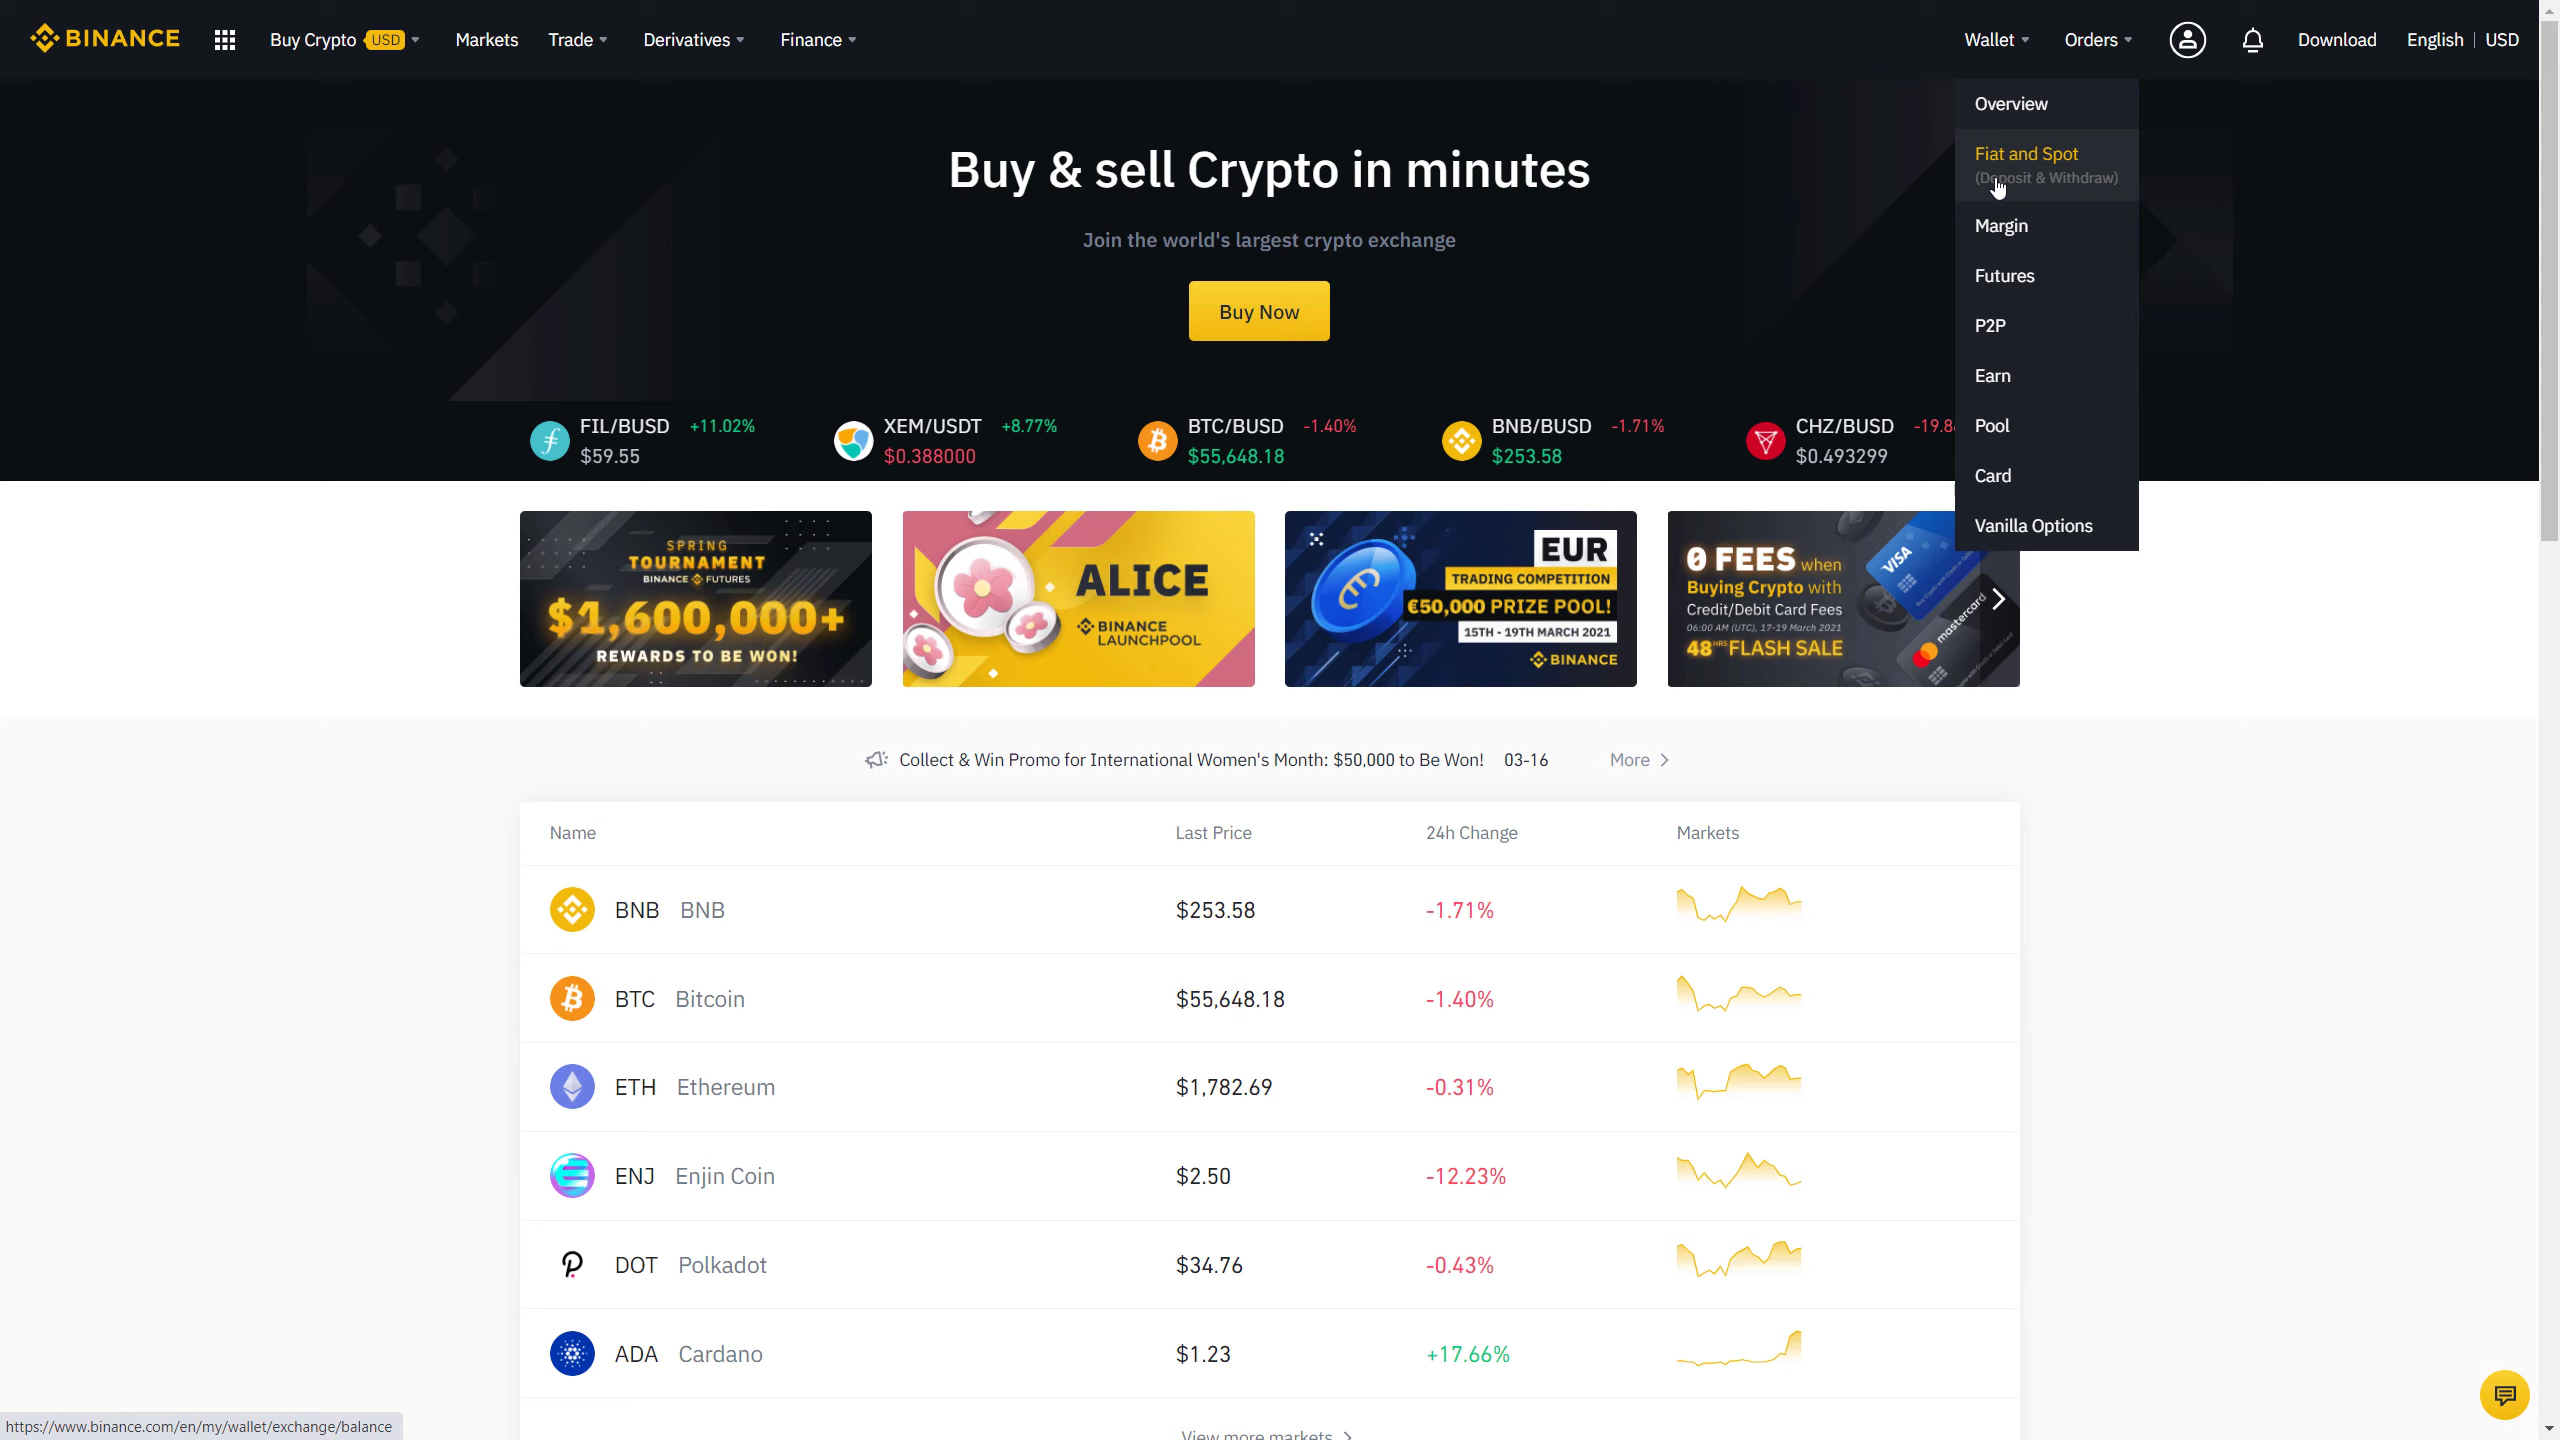 BINANCE
Buy Crypto USD
Markets
Trade
Derivatives
Finance
Wallet
Orders
Download
English | USD
Overview
Fiat and Spot
(Deposit & Withdraw)
Margin
Futures
P2P
Earn
Pool
Card
Vanilla Options
Buy & sell Crypto in minutes
Join the world's largest crypto exchange
Buy Now
FIL/BUSD +11.02%
$59.55
XEM/USDT +8.77%
$0.388000
BTC/BUSD -1.40%
$55,648.18
BNB/BUSD -1.71%
$253.58
CHZ/BUSD -19.8
$0.493299
SPRING
TOURNAMENT
BINANCE FUTURES
$1,600,000+
REWARDS TO BE WON!
ALICE
BINANCE
LAUNCHPOOL
EUR
TRADING COMPETITION
€50,000 PRIZE POOL!
15TH - 19TH MARCH 2021
BINANCE
0 FEES when
Buying Crypto with
Credit/Debit Card Fees
06:00 AM (UTC), 17-19 March 2021
48 HRS FLASH SALE
VISA
mastercard
Collect & Win Promo for International Women's Month: $50,000 to Be Won! 03-16 More
Name Last Price 24h Change Markets
BNB BNB $253.58 -1.71%
BTC Bitcoin $55,648.18 -1.40%
ETH Ethereum $1,782.69 -0.31%
ENJ Enjin Coin $2.50 -12.23%
DOT Polkadot $34.76 -0.43%
ADA Cardano $1.23 +17.66%
View more markets
https://www.binance.com/en/my/wallet/exchange/balance